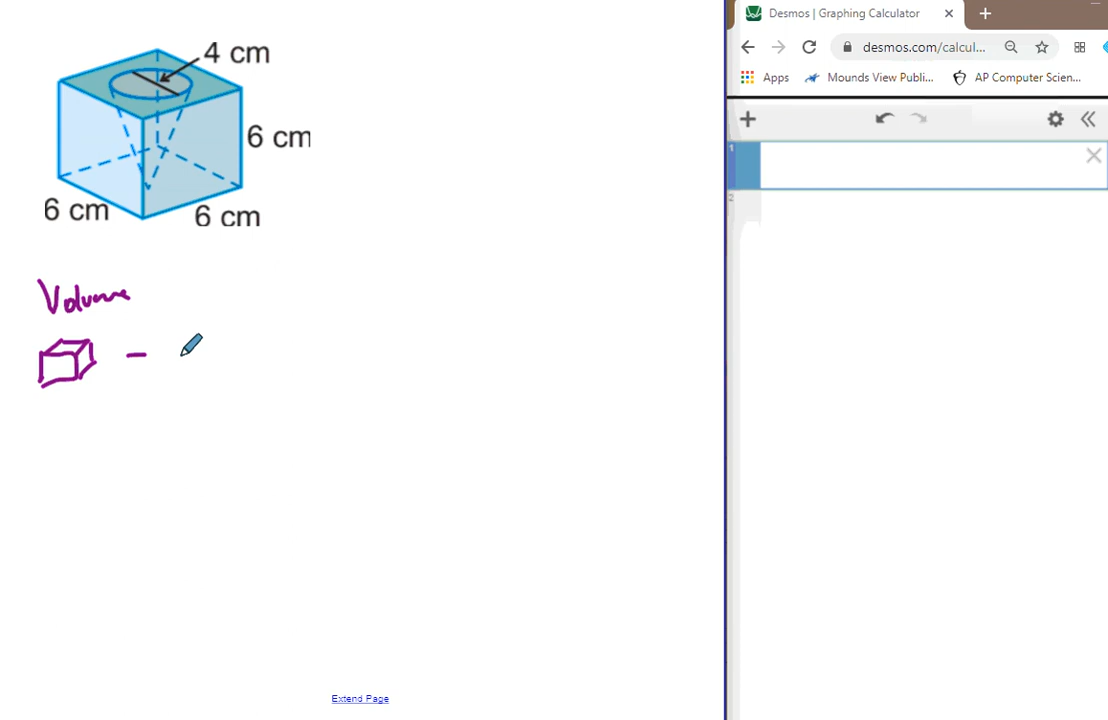 Desmos | Graphing Calculator
desmos.com/calcul...
Apps Mounds View Publi... AP Computer Scien...
4 cm
6 cm
6 cm
6 cm
1
2
Volume
-
Extend Page